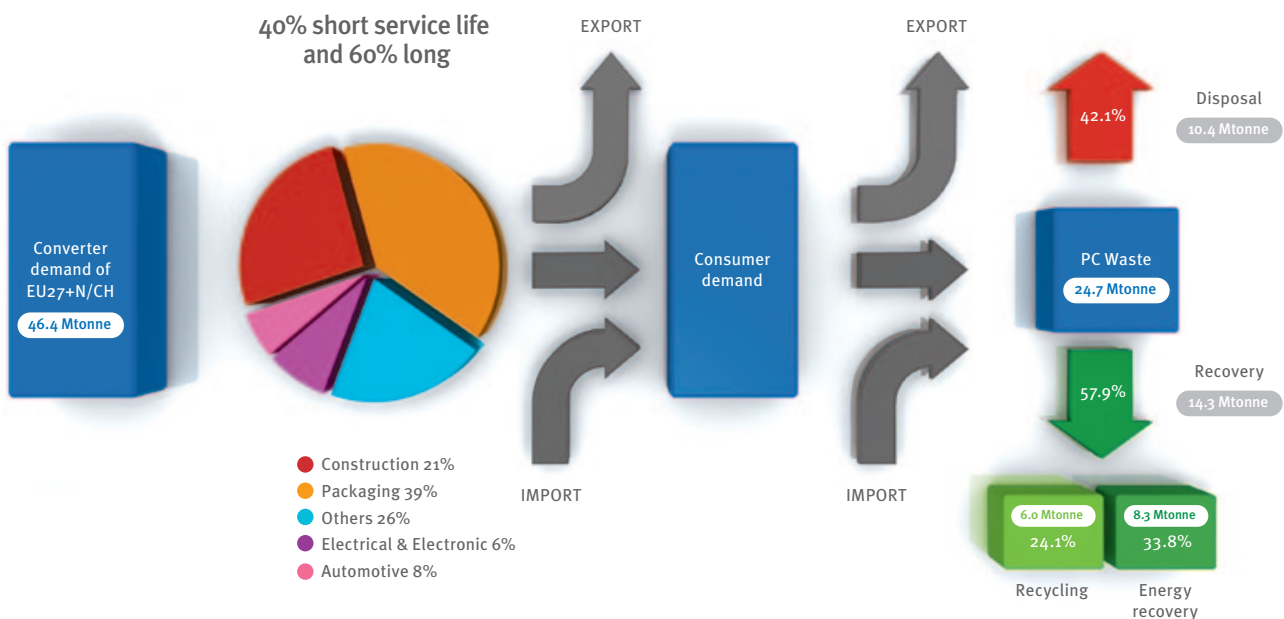 40% short service life
and 60% long
EXPORT
EXPORT
42.1%
Disposal
10.4 Mtonne
Converter
demand of
EU27+N/CH
46.4 Mtonne
Consumer
demand
PC Waste
24.7 Mtonne
57.9%
Recovery
14.3 Mtonne
Construction 21%
Packaging 39%
Others 26%
Electrical & Electronic 6%
Automotive 8%
IMPORT
IMPORT
6.0 Mtonne
24.1%
8.3 Mtonne
33.8%
Recycling
Energy
recovery